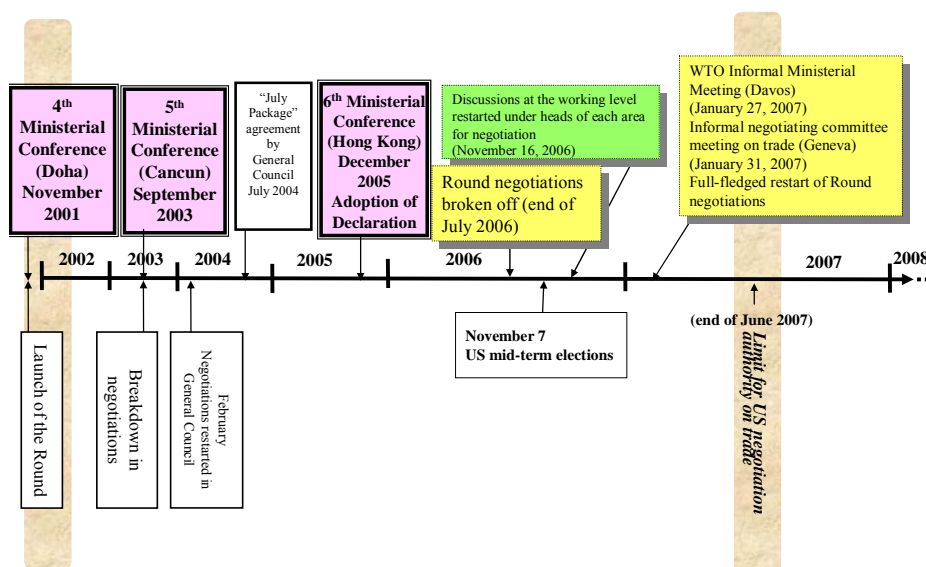 4th
Ministerial
Conference
(Doha)
November
2001
5th
Ministerial
Conference
(Cancun)
September
2003
“July
Package”
agreement
by
General
Council
July 2004
6th Ministerial
Conference
(Hong Kong)
December
2005
Adoption of
Declaration
Discussions at the working level
restarted under heads of each area
for negotiation
(November 16, 2006)
Round negotiations
broken off (end of
July 2006)
WTO Informal Ministerial
Meeting (Davos)
(January 27, 2007)
Informal negotiating committee
meeting on trade (Geneva)
(January 31, 2007)
Full-fledged restart of Round
negotiations
2002
2003
2004
2005
2006
2007
2008
Launch of the Round
Breakdown in
negotiations
February
Negotiations restarted in
General Council
November 7
US mid-term elections
(end of June 2007)
Limit for US negotiation
authority on trade